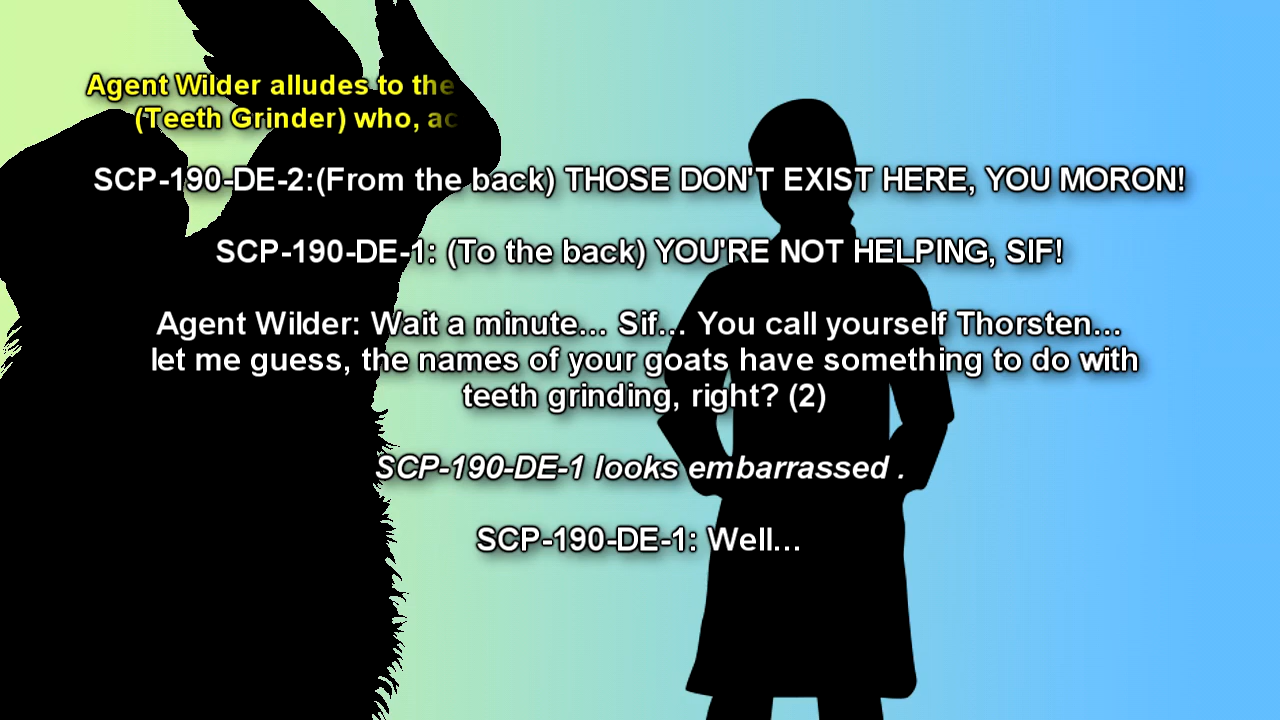 Agent Wilder alludes to the
(Teeth Grinder) who, ac
SCP-190-DE-2:(From the back) THOSE DON'T EXIST HERE, YOU MORON!
SCP-190-DE-1: (To the back) YOU'RE NOT HELPING, SIF!
Agent Wilder: Wait a minute... Sif... You call yourself Thorsten...
let me guess, the names of your goats have something to do with
teeth grinding, right? (2)
SCP-190-DE-1 looks embarrassed .
SCP-190-DE-1: Well...